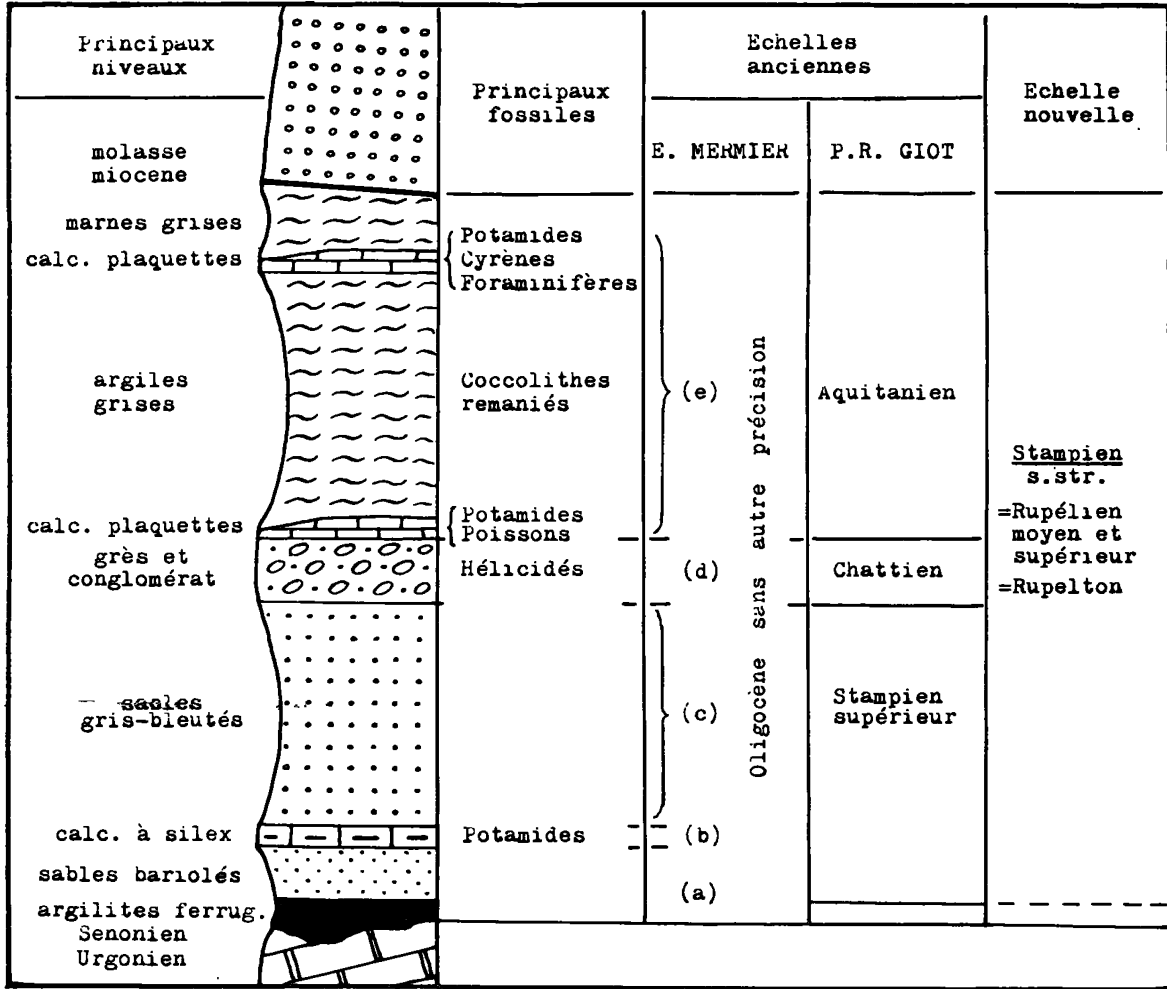 Principaux
niveaux
Principaux
fossiles
Echelles
anciennes
E. MERMIER
P.R. GIOT
Echelle
nouvelle
molasse
miocene
marnes grises
calc. plaquettes
argiles
grises
calc. plaquettes
grès et
conglomérat
sables
gris-bleutés
calc. à silex
sables bariolés
argilites ferrug.
Senonien
Urgonien
Potamides
Cyrènes
Foraminifères
Coccolithes
remaniés
Potamides
Poissons
Hélicidés
Potamides
(e)
(d)
(c)
(b)
(a)
Oligocène sans autre précision
Aquitanien
Chattien
Stampien
supérieur
Stampien
s.str.
=Rupélien
moyen et
supérieur
=Rupelton